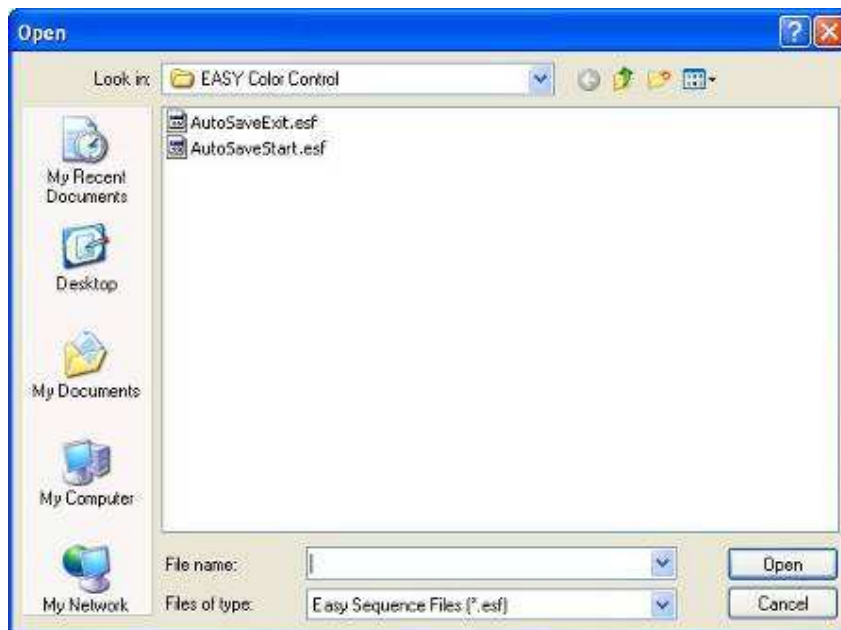 Open
Look in:
EASY Color Control
AutoSaveExit.esf
AutoSaveStart.esf
My Recent
Documents
Desktop
My Documents
My Computer
My Network
File name:
Open
Files of type:
Easy Sequence Files (*.esf)
Cancel